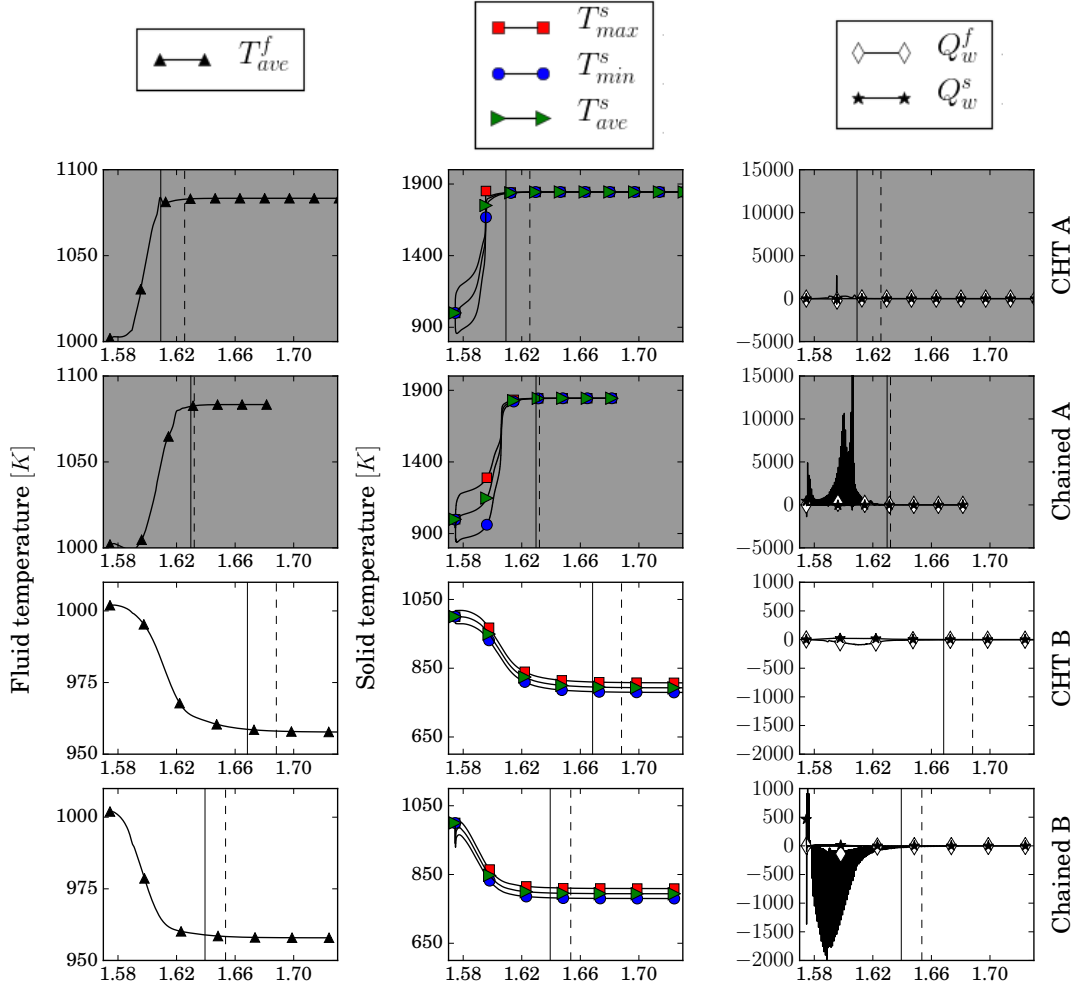 T^f_ave
T^s_max
T^s_min
T^s_ave
Q^f_w
Q^s_w
Fluid temperature [K]
Solid temperature [K]
1100
1050
1000
1.58 1.62 1.66 1.70
1900
1400
900
1.58 1.62 1.66 1.70
15000
10000
5000
0
−5000
1.58 1.62 1.66 1.70
CHT A
1100
1050
1000
1.58 1.62 1.66 1.70
1900
1400
900
1.58 1.62 1.66 1.70
15000
10000
5000
0
−5000
1.58 1.62 1.66 1.70
Chained A
1000
975
950
1.58 1.62 1.66 1.70
1050
850
650
1.58 1.62 1.66 1.70
1000
500
0
−500
−1000
−1500
−2000
1.58 1.62 1.66 1.70
CHT B
1000
975
950
1.58 1.62 1.66 1.70
1050
850
650
1.58 1.62 1.66 1.70
1000
500
0
−500
−1000
−1500
−2000
1.58 1.62 1.66 1.70
Chained B